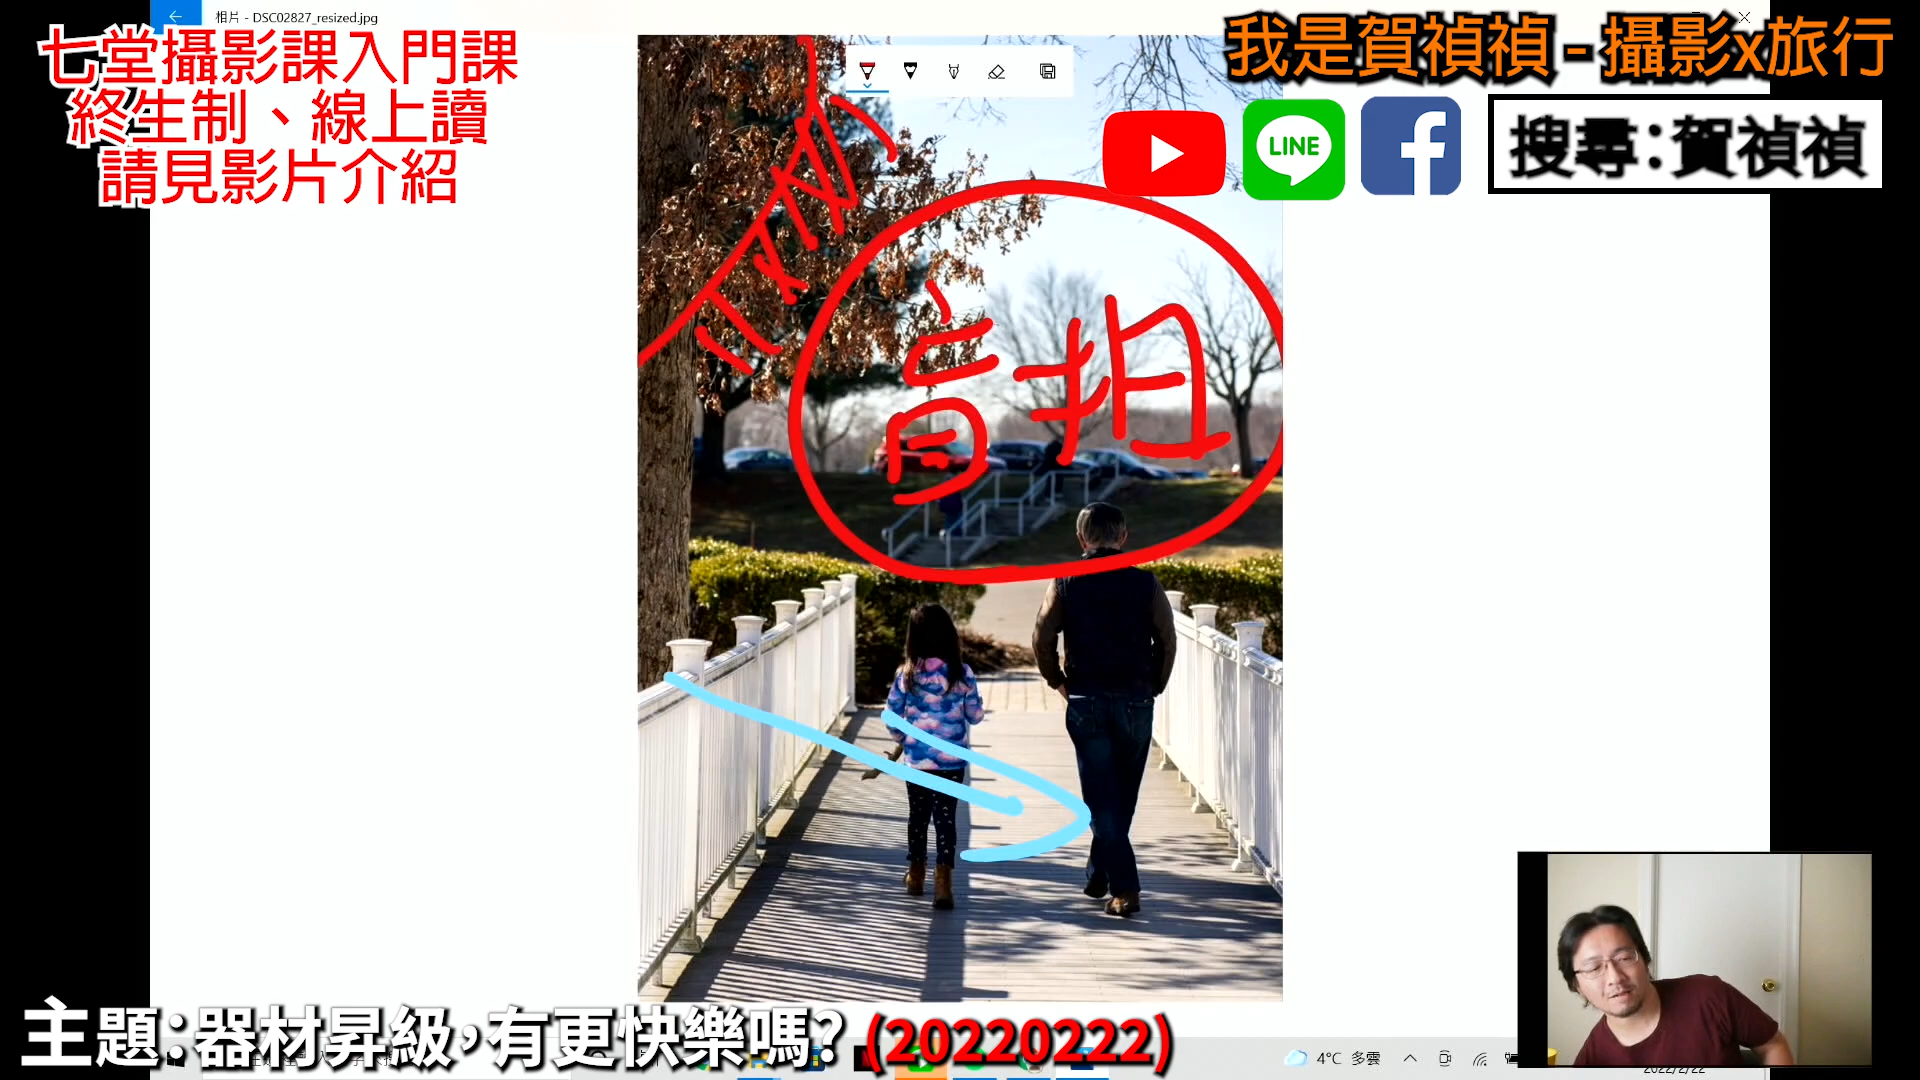 相片 - DSC02827_resized.jpg
七堂攝影課入門課
終生制、線上讀
請見影片介紹
我是賀禎禎 - 攝影x旅行
LINE
搜尋：賀禎禎
盲拍
主題：器材昇級，有更快樂嗎？(20220222)
4°C 多雲
2022/2/22